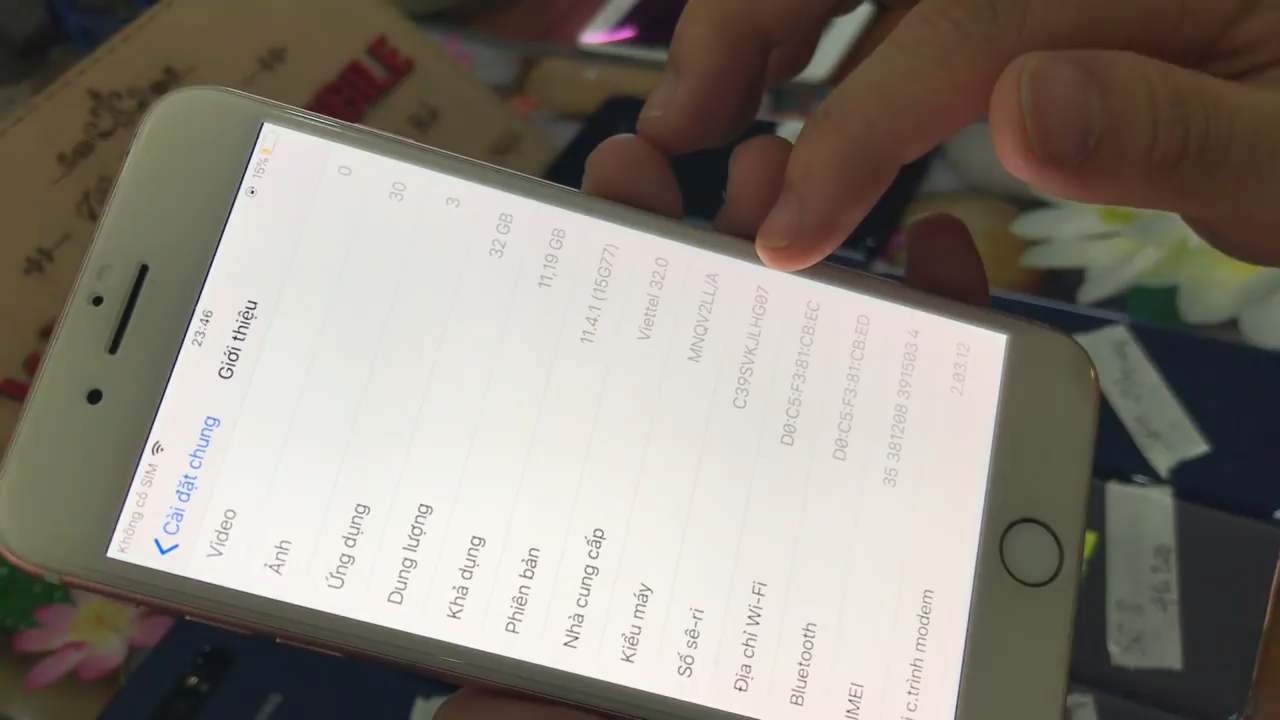 Không có SIM 23:46 15%
Cài đặt chung Giới thiệu
Video 0
Ảnh 30
Ứng dụng 3
Dung lượng 32 GB
Khả dụng 11,19 GB
Phiên bản 11.4.1 (15G77)
Nhà cung cấp Viettel 32.0
Kiểu máy MNQV2LL/A
Số sê-ri C39SVKJLHG07
Địa chỉ Wi-Fi D0:C5:F3:81:CB:EC
Bluetooth D0:C5:F3:81:CB:ED
IMEI 35 381208 391503 4
i c.trình modem 2.03.12